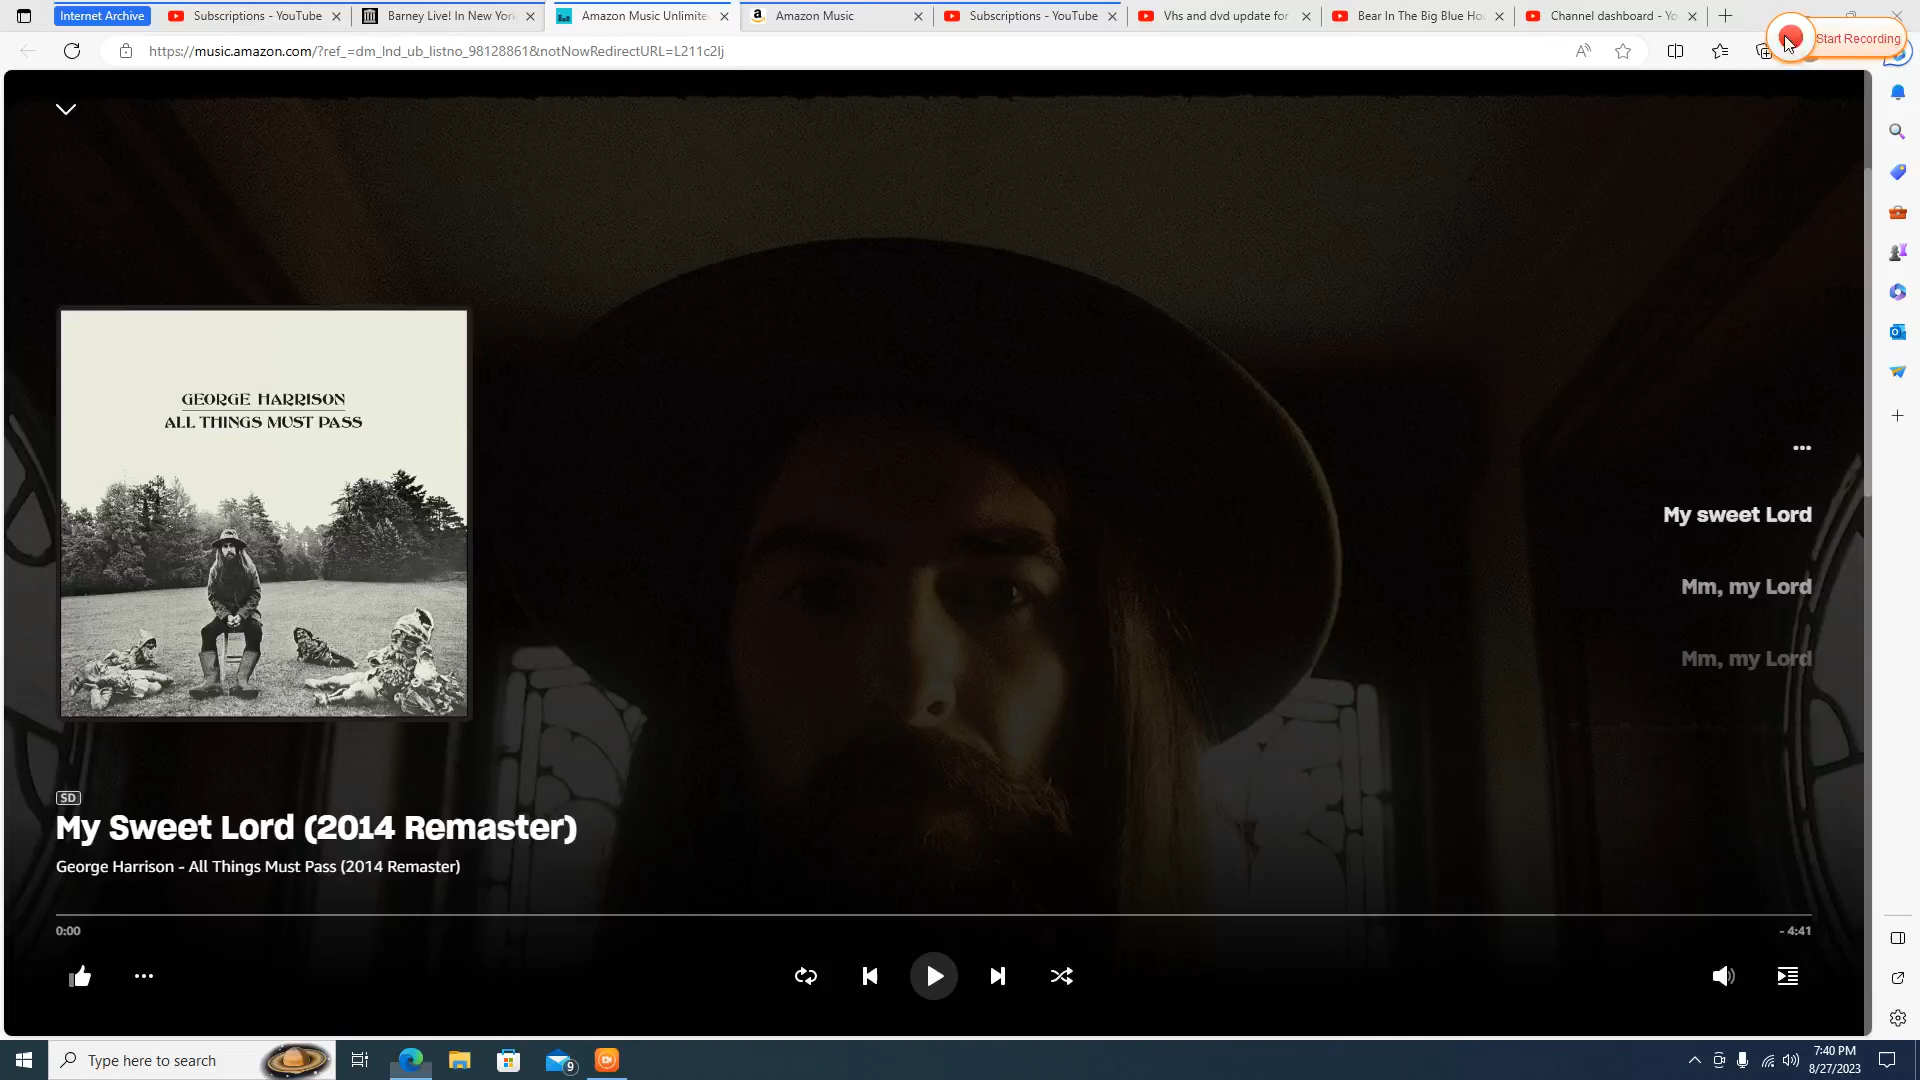 Internet Archive
Subscriptions - YouTube
Barney Live! In New York
Amazon Music Unlimited
Amazon Music
Subscriptions - YouTube
Vhs and dvd update for
Bear In The Big Blue Ho
Channel dashboard - Yo
https://music.amazon.com/?ref_=dm_lnd_ub_listno_98128861&notNowRedirectURL=L211c2lj
Start Recording
GEORGE HARRISON
ALL THINGS MUST PASS
My sweet Lord
Mm, my Lord
Mm, my Lord
SD
My Sweet Lord (2014 Remaster)
George Harrison - All Things Must Pass (2014 Remaster)
0:00
- 4:41
Type here to search
9
7:40 PM
8/27/2023